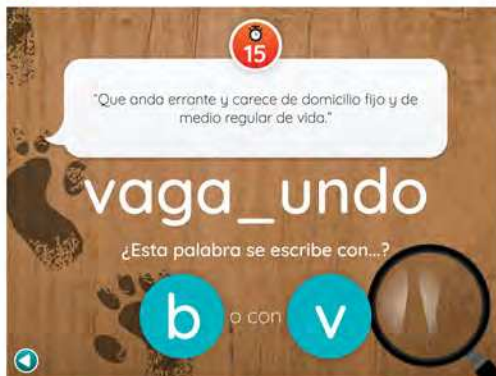 15
"Que anda errante y carece de domicilio fijo y de
medio regular de vida."
vaga_undo
¿Esta palabra se escribe con...?
b o con v